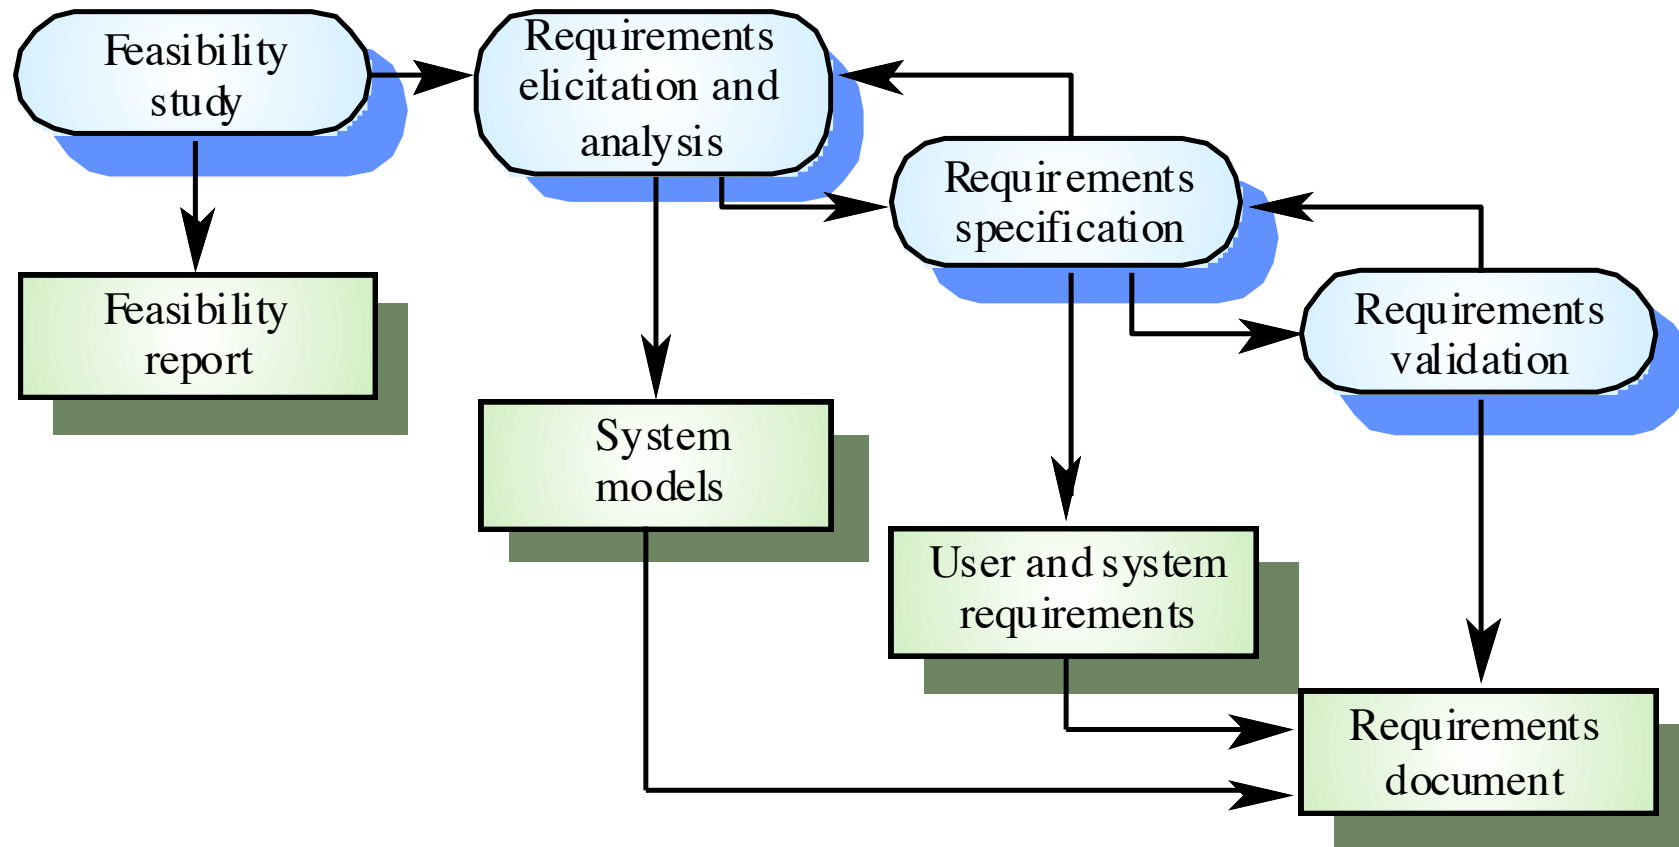 Feasibility
study
Requirements
elicitation and
analysis
Requirements
specification
Requirements
validation
Feasibility
report
System
models
User and system
requirements
Requirements
document